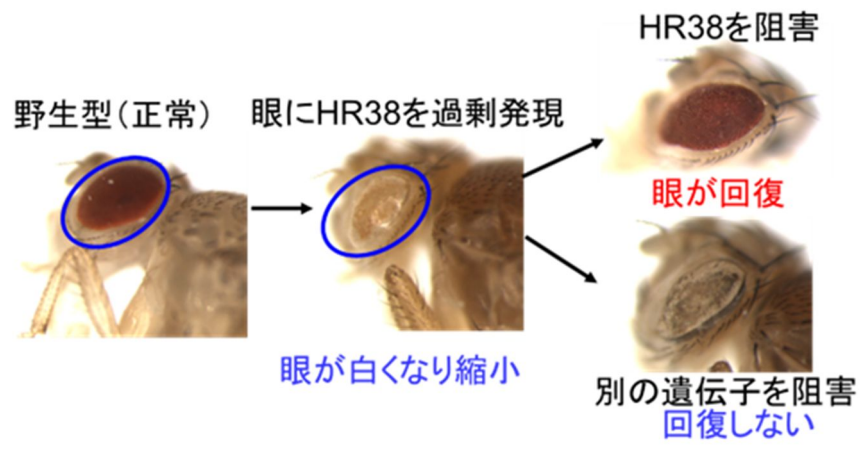 野生型（正常）
眼にHR38を過剰発現
眼が白くなり縮小
HR38を阻害
眼が回復
別の遺伝子を阻害
回復しない